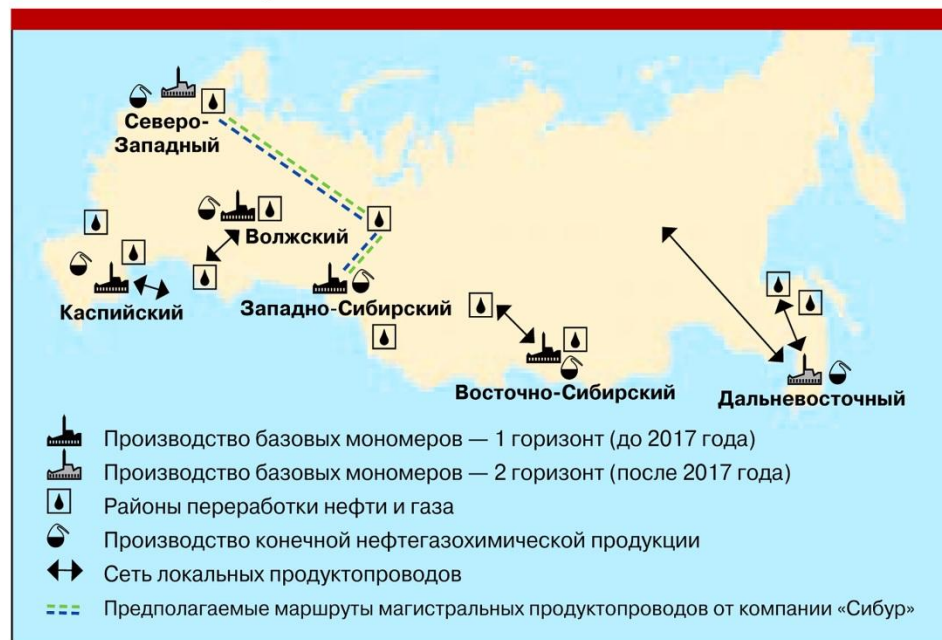 Северо-
Западный
Волжский
Каспийский
Западно-Сибирский
Восточно-Сибирский
Дальневосточный
Производство базовых мономеров — 1 горизонт (до 2017 года)
Производство базовых мономеров — 2 горизонт (после 2017 года)
Районы переработки нефти и газа
Производство конечной нефтегазохимической продукции
Сеть локальных продуктопроводов
Предполагаемые маршруты магистральных продуктопроводов от компании «Сибур»